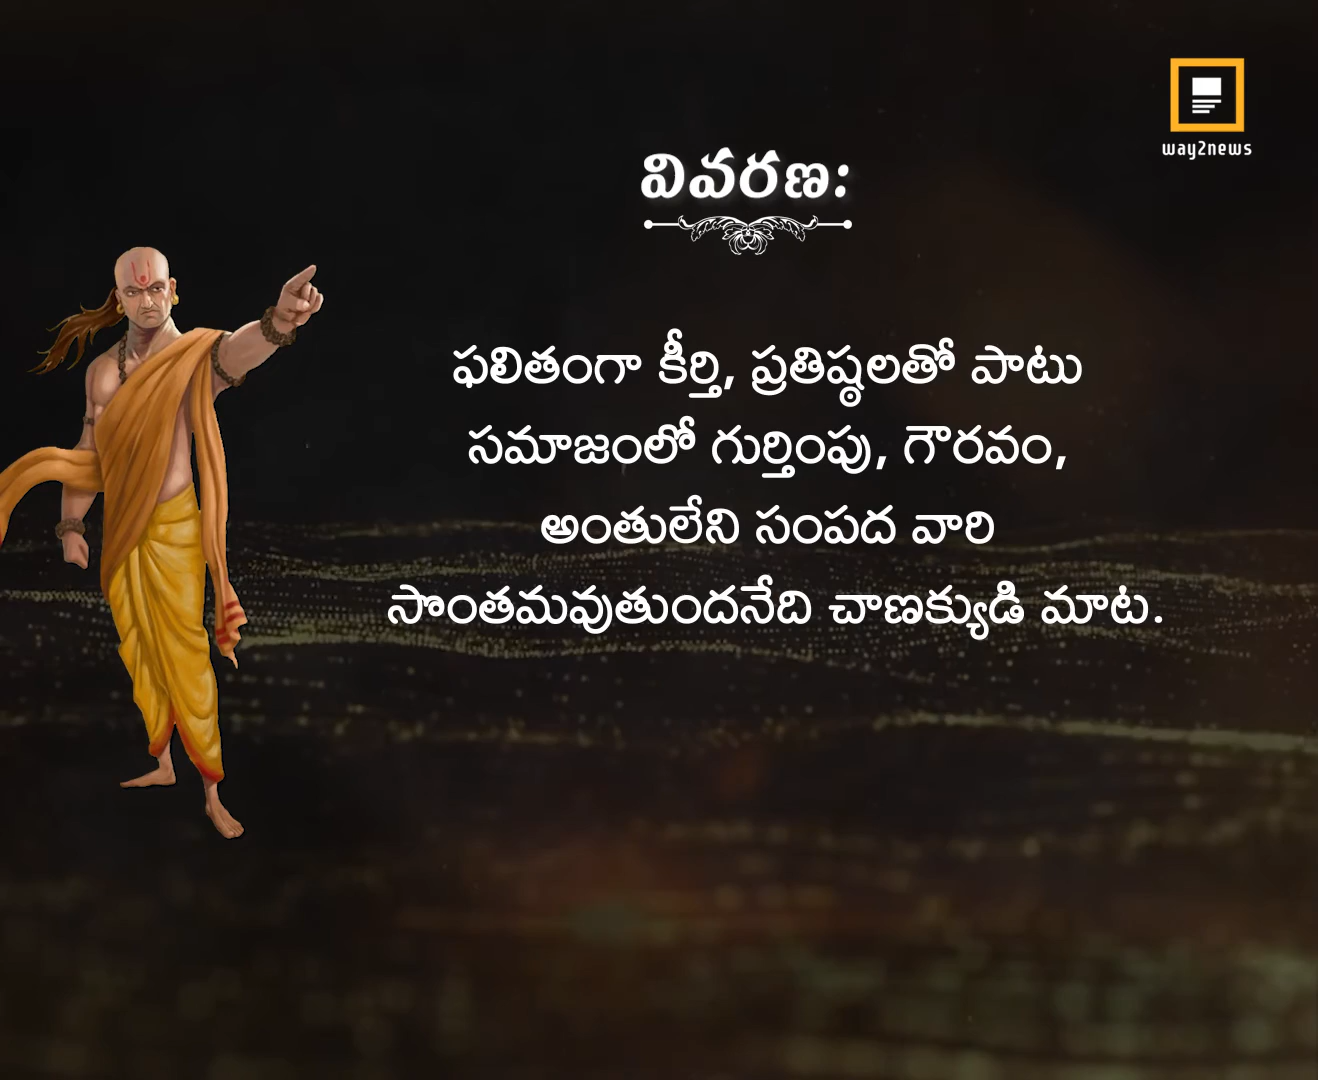 way2news
వివరణ:
ఫలితంగా కీర్తి, ప్రతిష్ఠలతో పాటు
సమాజంలో గుర్తింపు, గౌరవం,
అంతులేని సంపద వారి
సొంతమవుతుందనేది చాణక్యుడి మాట.